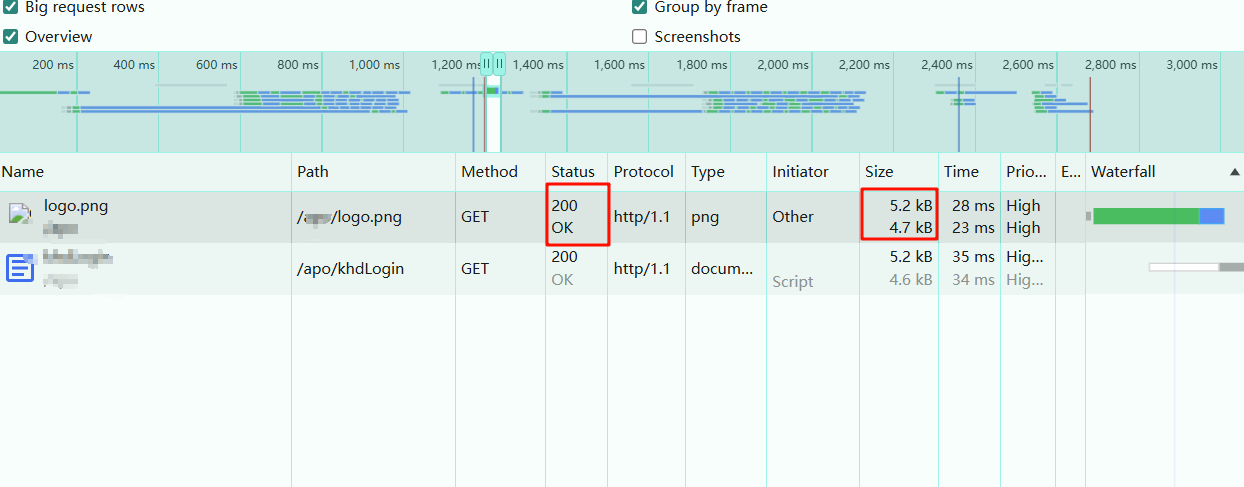 Big request rows
Group by frame
Overview
Screenshots
200 ms 400 ms 600 ms 800 ms 1,000 ms 1,200 ms 1,400 ms 1,600 ms 1,800 ms 2,000 ms 2,200 ms 2,400 ms 2,600 ms 2,800 ms 3,000 ms
Name Path Method Status Protocol Type Initiator Size Time Prio... E... Waterfall
logo.png /logo.png GET 200 http/1.1 png Other 5.2 kB 28 ms High
OK 4.7 kB 23 ms High
/apo/khdLogin GET 200 http/1.1 docum... 5.2 kB 35 ms Hig...
OK Script 4.6 kB 34 ms Hig...